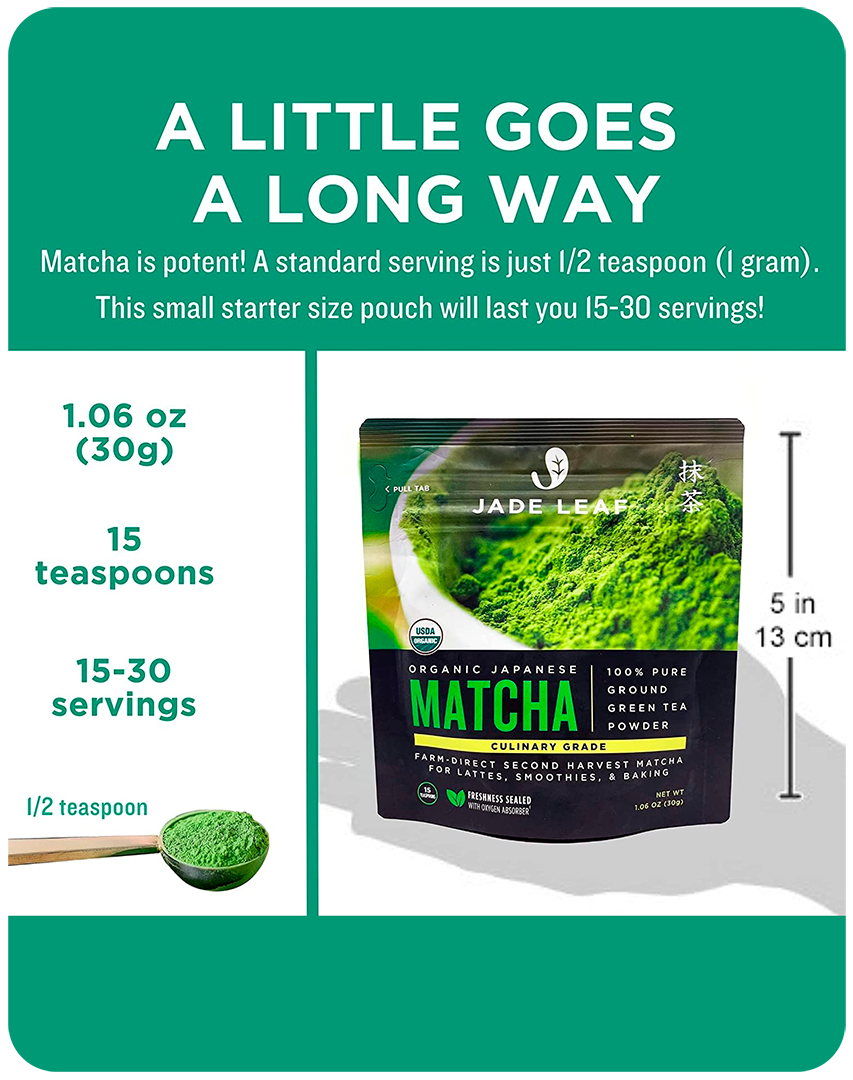 A LITTLE GOES
A LONG WAY
Matcha is potent! A standard serving is just 1/2 teaspoon (1 gram).
This small starter size pouch will last you 15-30 servings!
1.06 oz
(30g)
15
teaspoons
15-30
servings
1/2 teaspoon
< PULL TAB
JADE LEAF
抹
茶
USDA
ORGANIC
ORGANIC JAPANESE
MATCHA
100% PURE
GROUND
GREEN TEA
POWDER
CULINARY GRADE
FARM-DIRECT SECOND HARVEST MATCHA
FOR LATTES, SMOOTHIES, & BAKING
15
TEASPOONS
FRESHNESS SEALED
WITH OXYGEN ABSORBER
NET WT
1.06 OZ (30g)
5 in
13 cm